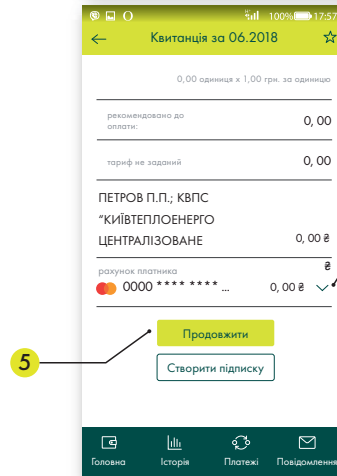 100% 17:57
Квитанція за 06.2018
0,00 одиниця х 1,00 грн. за одиницю
рекомендовано до
оплати:
0, 00
тариф не заданий 0, 00
ПЕТРОВ П.П.; КВПС
“КИЇВТЕПЛОЕНЕРГО
ЦЕНТРАЛІЗОВАНЕ 0, 00 ₴
₴
рахунок платника
0000 **** **** ... 0, 00 ₴
Продовжити
5
Створити підписку
Головна Історія Платежі Повідомлення